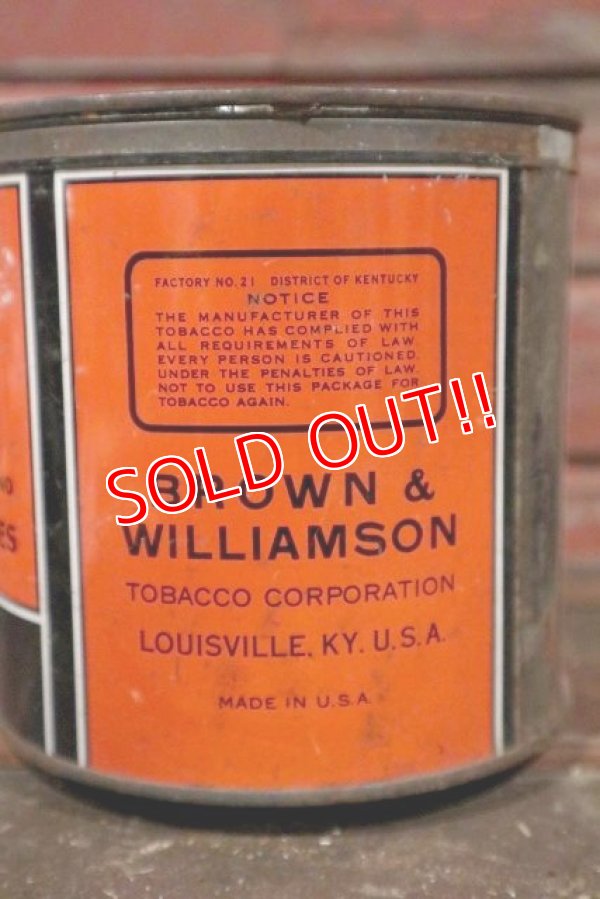 FACTORY NO. 21 DISTRICT OF KENTUCKY
NOTICE
THE MANUFACTURER OF THIS
TOBACCO HAS COMPLIED WITH
ALL REQUIREMENTS OF LAW.
EVERY PERSON IS CAUTIONED.
UNDER THE PENALTIES OF LAW.
NOT TO USE THIS PACKAGE FOR
TOBACCO AGAIN.
SOLD OUT!!
BROWN &
WILLIAMSON
TOBACCO CORPORATION
LOUISVILLE, KY. U.S.A.
MADE IN U.S.A.